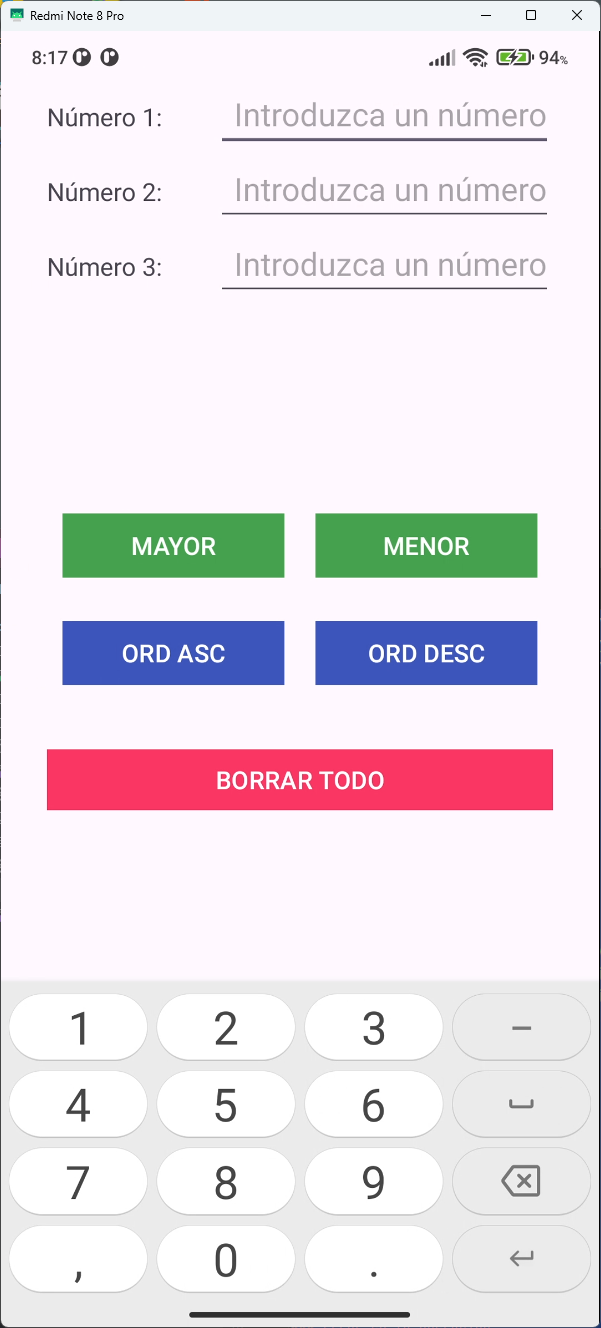 Redmi Note 8 Pro
8:17 94%
Número 1: Introduzca un número
Número 2: Introduzca un número
Número 3: Introduzca un número
MAYOR MENOR
ORD ASC ORD DESC
BORRAR TODO
1 2 3 –
4 5 6
7 8 9
, 0 .